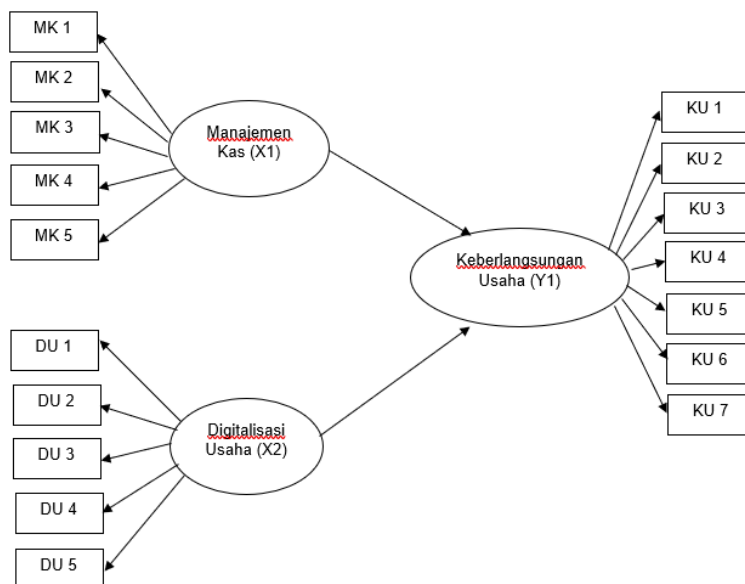 MK 1
MK 2
MK 3
MK 4
MK 5
Manajemen
Kas (X1)
KU 1
KU 2
KU 3
KU 4
KU 5
KU 6
KU 7
Keberlangsungan
Usaha (Y1)
DU 1
DU 2
DU 3
DU 4
DU 5
Digitalisasi
Usaha (X2)